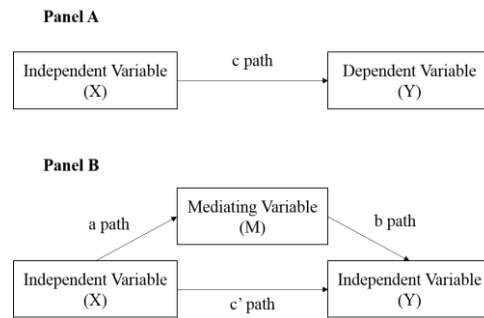 Panel A
Independent Variable
(X)
c path
Dependent Variable
(Y)
Panel B
Mediating Variable
(M)
a path
b path
Independent Variable
(X)
c’ path
Independent Variable
(Y)